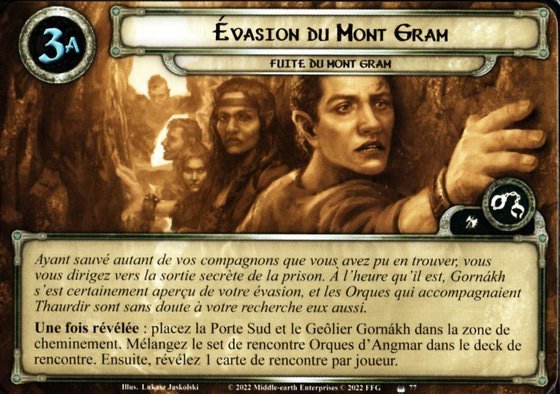 3A
ÉVASION DU MONT GRAM
FUITE DU MONT GRAM
Ayant sauvé autant de vos compagnons que vous avez pu en trouver, vous
vous dirigez vers la sortie secrète de la prison. À l'heure qu'il est, Gornákh
s'est certainement aperçu de votre évasion, et les Orques qui accompagnaient
Thaurdir sont sans doute à votre recherche eux aussi.
Une fois révélée : placez la Porte Sud et le Geôlier Gornákh dans la zone de
cheminement. Mélangez le set de rencontre Orques d'Angmar dans le deck de
rencontre. Ensuite, révélez 1 carte de rencontre par joueur.
Illus. Lukasz Jaskolski © 2022 Middle-earth Enterprises © 2022 FFG 77